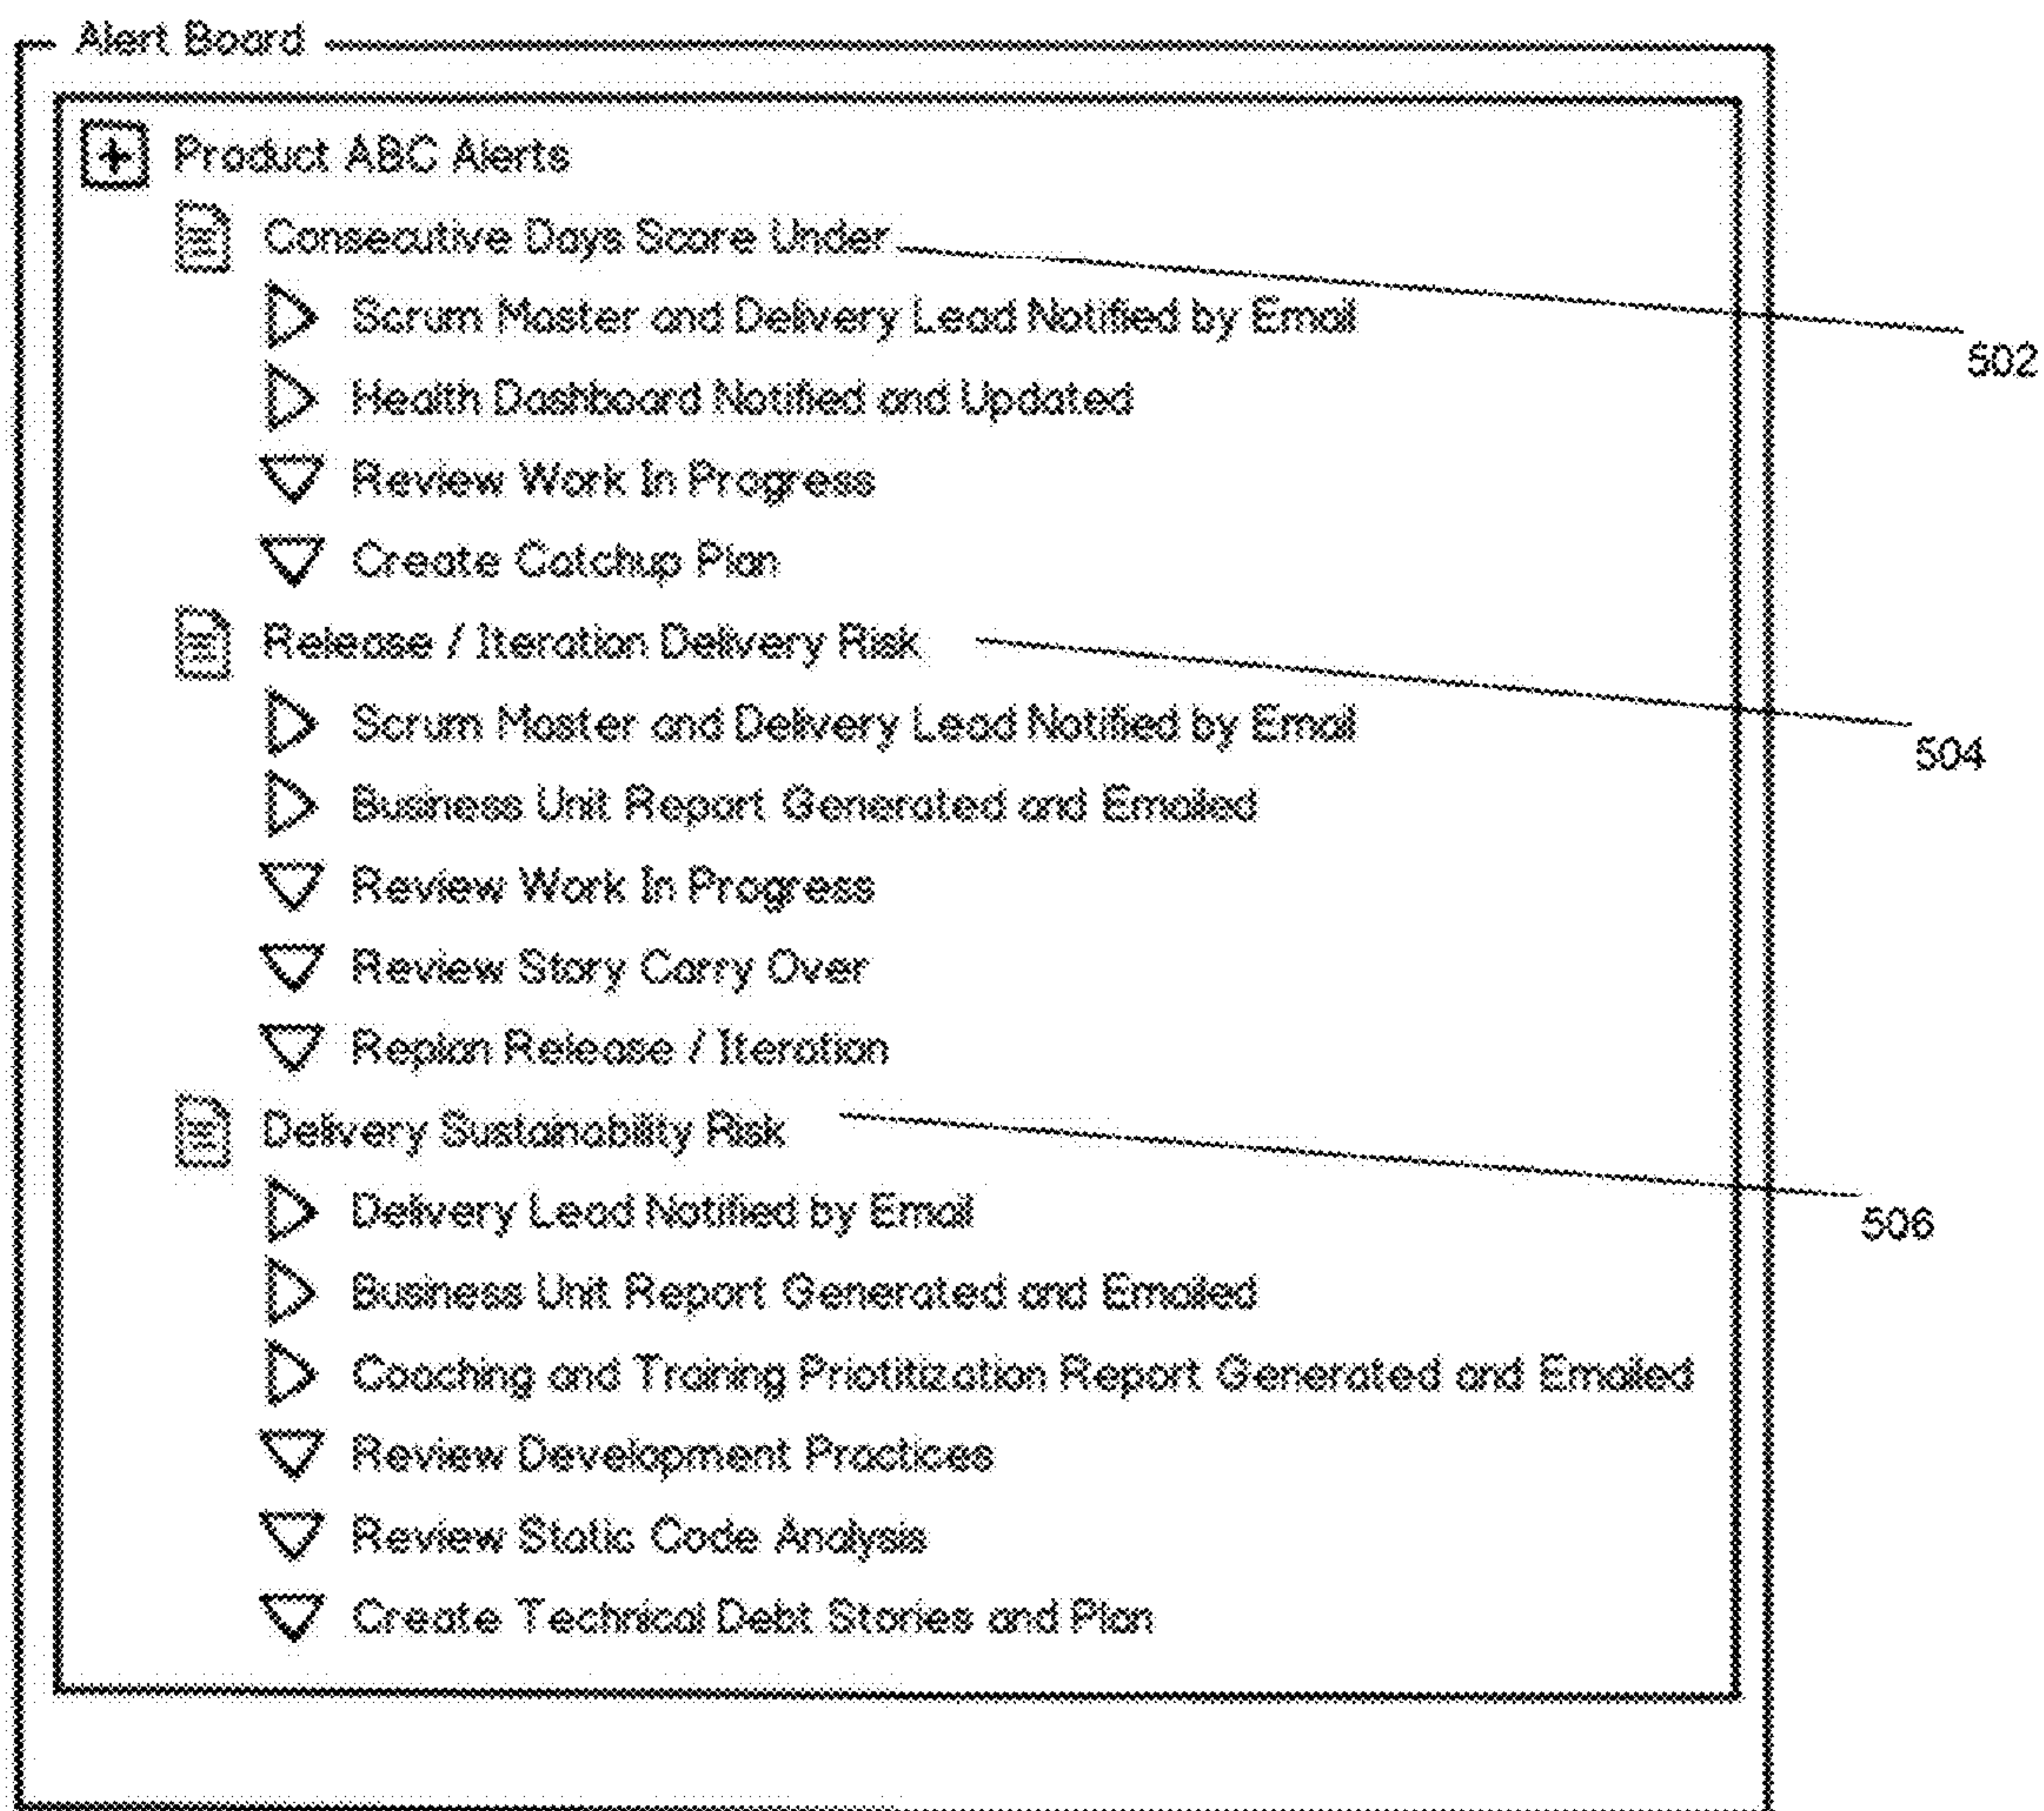 Alert Board
Product ABC Alerts
Consecutive Days Score Under
Scrum Master and Delivery Lead Notified by Email
502
Health Dashboard Notified and Updated
Review Work In Progress
Create Catchup Plan
Release / Iteration Delivery Risk
Scrum Master and Delivery Lead Notified by Email
504
Business Unit Report Generated and Emailed
Review Work In Progress
Review Story Carry Over
Replan Release / Iteration
Delivery Sustainability Risk
Delivery Lead Notified by Email
506
Business Unit Report Generated and Emailed
Coaching and Training Priotitization Report Generated and Emailed
Review Development Practices
Review Static Code Analysis
Create Technical Debt Stories and Plan